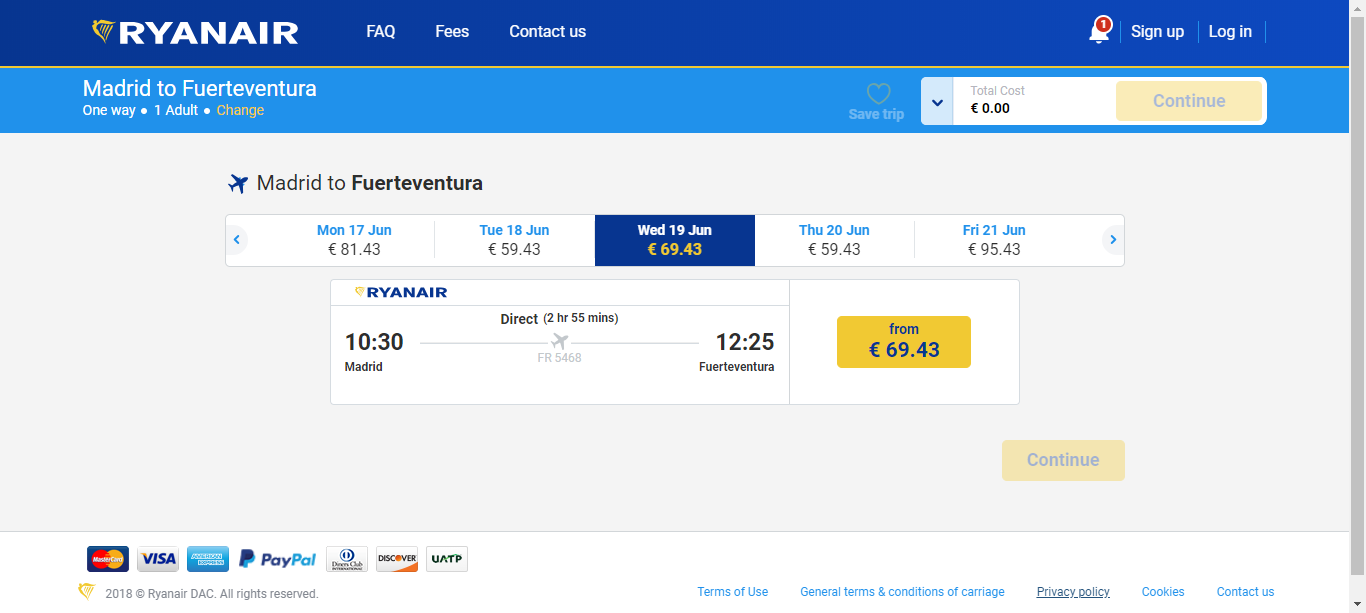 RYANAIR FAQ Fees Contact us 1 Sign up Log in
Madrid to Fuerteventura
One way • 1 Adult • Change
Save trip
Total Cost
€ 0.00
Continue
Madrid to Fuerteventura
Mon 17 Jun Tue 18 Jun Wed 19 Jun Thu 20 Jun Fri 21 Jun
€ 81.43 € 59.43 € 69.43 € 59.43 € 95.43
RYANAIR
Direct (2 hr 55 mins)
10:30 12:25
FR 5468
Madrid Fuerteventura
from
€ 69.43
Continue
MasterCard VISA AMERICAN EXPRESS PayPal Diners Club INTERNATIONAL DISCOVER UATP
2018 © Ryanair DAC. All rights reserved. Terms of Use General terms & conditions of carriage Privacy policy Cookies Contact us